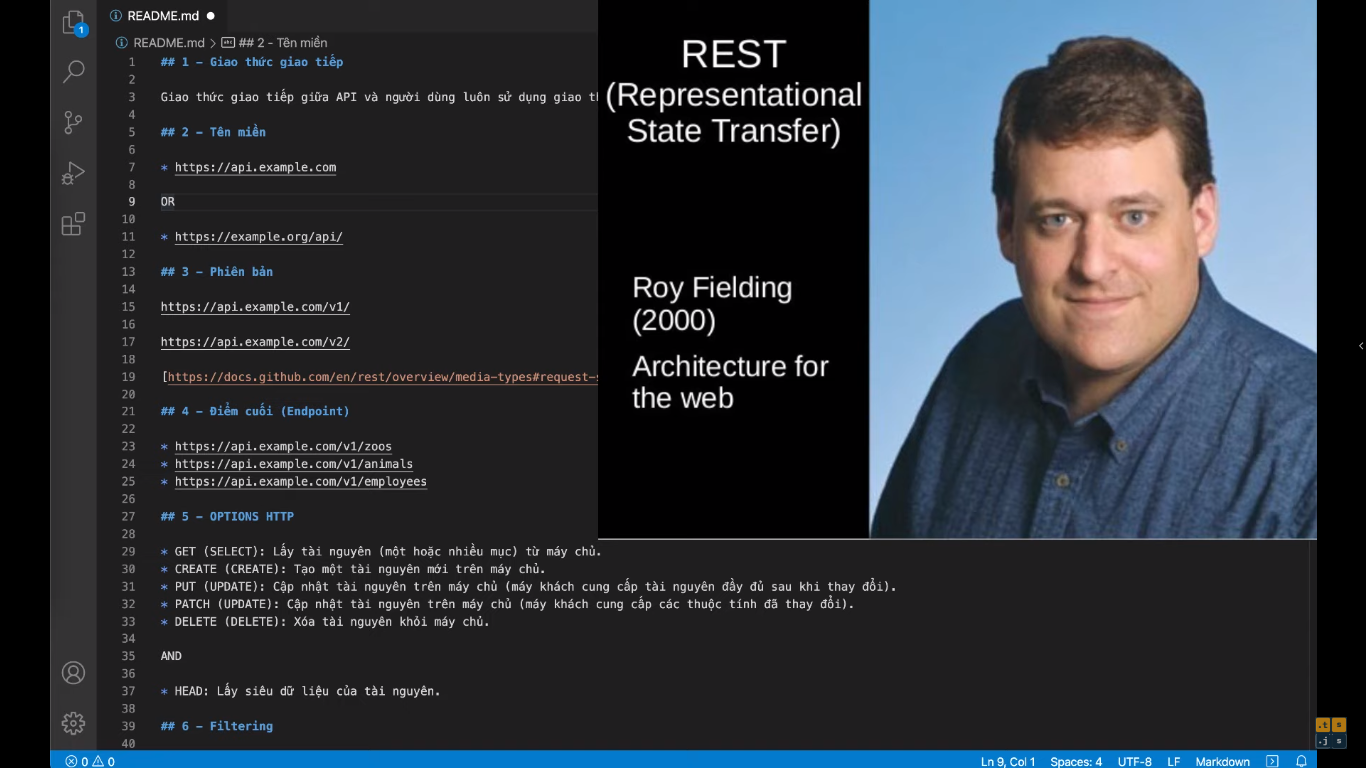 README.md
1
README.md > ## 2 - Tên miền
1 ## 1 - Giao thức giao tiếp
2
3 Giao thức giao tiếp giữa API và người dùng luôn sử dụng giao
4
5 ## 2 - Tên miền
6
7 * https://api.example.com
8
9 OR
10
11 * https://example.org/api/
12
13 ## 3 - Phiên bản
14
15 https://api.example.com/v1/
16
17 https://api.example.com/v2/
18
19 [https://docs.github.com/en/rest/overview/media-types#request-
20
21 ## 4 - Điểm cuối (Endpoint)
22
23 * https://api.example.com/v1/zoos
24 * https://api.example.com/v1/animals
25 * https://api.example.com/v1/employees
26
27 ## 5 - OPTIONS HTTP
28
29 * GET (SELECT): Lấy tài nguyên (một hoặc nhiều mục) từ máy chủ.
30 * CREATE (CREATE): Tạo một tài nguyên mới trên máy chủ.
31 * PUT (UPDATE): Cập nhật tài nguyên trên máy chủ (máy khách cung cấp tài nguyên đầy đủ sau khi thay đổi).
32 * PATCH (UPDATE): Cập nhật tài nguyên trên máy chủ (máy khách cung cấp các thuộc tính đã thay đổi).
33 * DELETE (DELETE): Xóa tài nguyên khỏi máy chủ.
34
35 AND
36
37 * HEAD: Lấy siêu dữ liệu của tài nguyên.
38
39 ## 6 - Filtering
40
REST
(Representational
State Transfer)
Roy Fielding
(2000)
Architecture for
the web
.t s
.j s
0 0
Ln 9, Col 1 Spaces: 4 UTF-8 LF Markdown